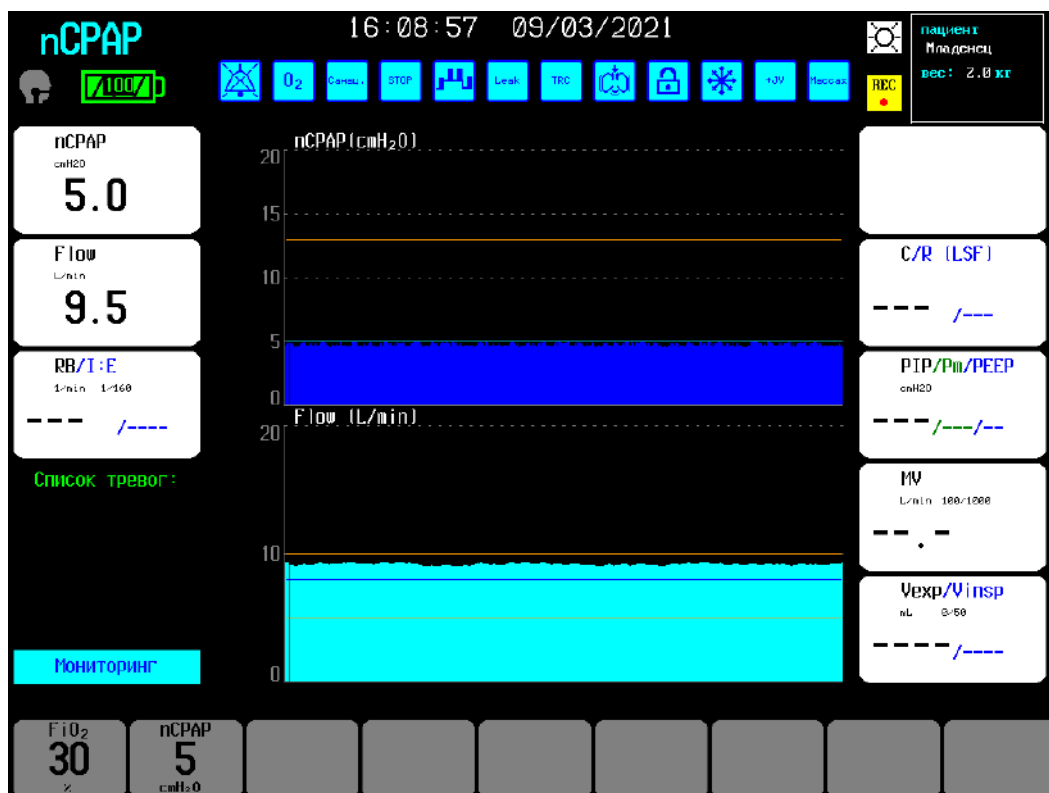 nCPAP
16:08:57 09/03/2021
100
O₂
Санац.
STOP
Leak
TRC
+JV
Массаж
REC
пациент
Младенец
вес: 2.0 кг
nCPAP
cmH2O
5.0
Flow
L/min
9.5
RB/I:E
1/min 1/160
--- /----
Список тревог:
Мониторинг
nCPAP(cmH₂O)
20
15
10
5
0
Flow (L/min)
20
10
0
C/R (LSF)
--- /---
PIP/Pm/PEEP
cmH2O
---/---/--
MV
L/min 100/1000
--.-
Vexp/Vinsp
mL 0/50
----/----
FiO₂
30
%
nCPAP
5
cmH₂O